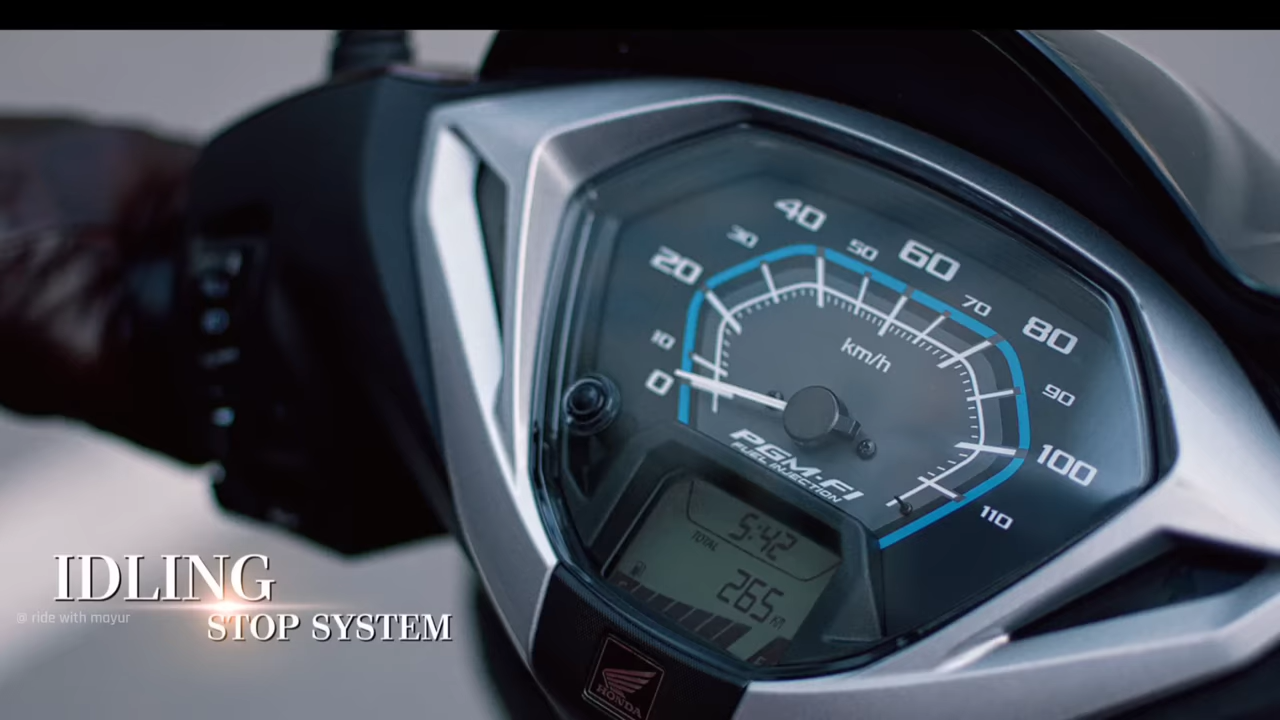 40
30
50
60
20
70
80
10
km/h
90
0
100
PGM-FI
FUEL INJECTION
110
5:42
TOTAL
265 KM
IDLING
@ ride with mayur
STOP SYSTEM
HONDA